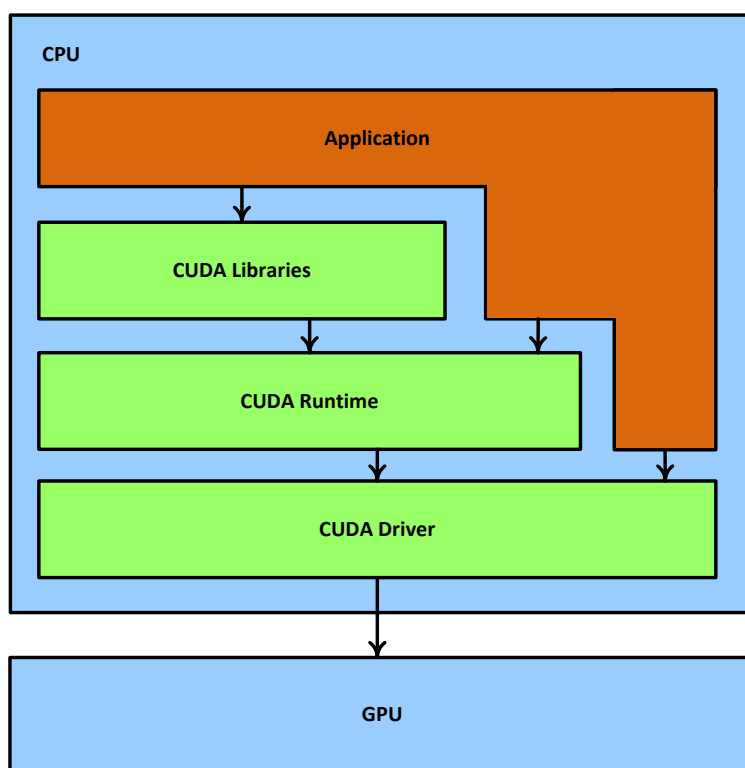 CPU
Application
CUDA Libraries
CUDA Runtime
CUDA Driver
GPU